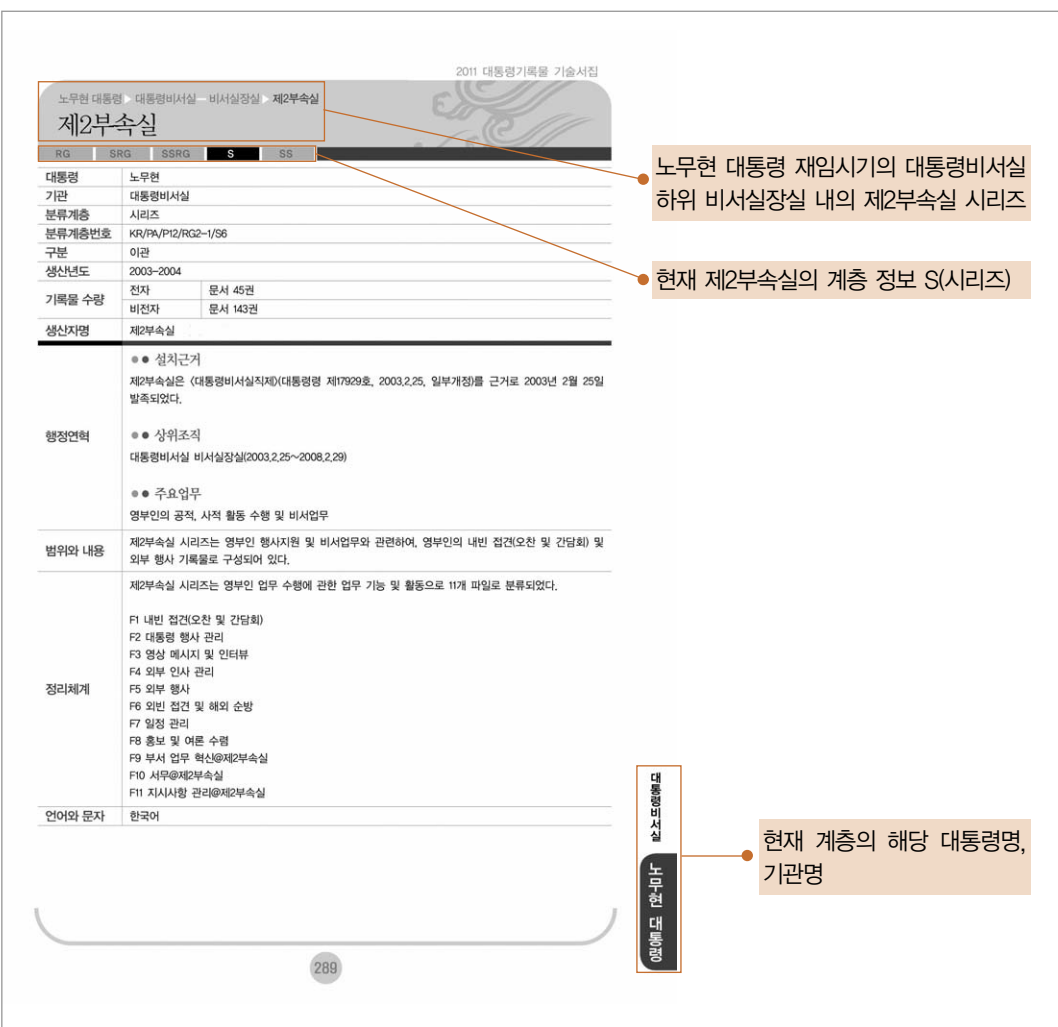 2011 대통령기록물 기술서집
노무현 대통령 ▶ 대통령비서실 – 비서실장실 ▶ 제2부속실
제2부속실
RG SRG SSRG S SS
대통령 노무현
기관 대통령비서실
분류계층 시리즈
분류계층번호 KR/PA/P12/RG2-1/S6
구분 이관
생산년도 2003-2004
기록물 수량 전자 문서 45권
비전자 문서 143권
생산자명 제2부속실
행정연혁
●● 설치근거
제2부속실은 〈대통령비서실직제〉(대통령령 제17929호, 2003.2.25, 일부개정)를 근거로 2003년 2월 25일
발족되었다.
●● 상위조직
대통령비서실 비서실장실(2003.2.25~2008.2.29)
●● 주요업무
영부인의 공적, 사적 활동 수행 및 비서업무
범위와 내용
제2부속실 시리즈는 영부인 행사지원 및 비서업무와 관련하여, 영부인의 내빈 접견(오찬 및 간담회) 및
외부 행사 기록물로 구성되어 있다.
정리체계
제2부속실 시리즈는 영부인 업무 수행에 관한 업무 기능 및 활동으로 11개 파일로 분류되었다.
F1 내빈 접견(오찬 및 간담회)
F2 대통령 행사 관리
F3 영상 메시지 및 인터뷰
F4 외부 인사 관리
F5 외부 행사
F6 외빈 접견 및 해외 순방
F7 일정 관리
F8 홍보 및 여론 수렴
F9 부서 업무 혁신@제2부속실
F10 서무@제2부속실
F11 지시사항 관리@제2부속실
언어와 문자 한국어
289
대통령비서실
노무현 대통령
노무현 대통령 재임시기의 대통령비서실
하위 비서실장실 내의 제2부속실 시리즈
현재 제2부속실의 계층 정보 S(시리즈)
현재 계층의 해당 대통령명,
기관명